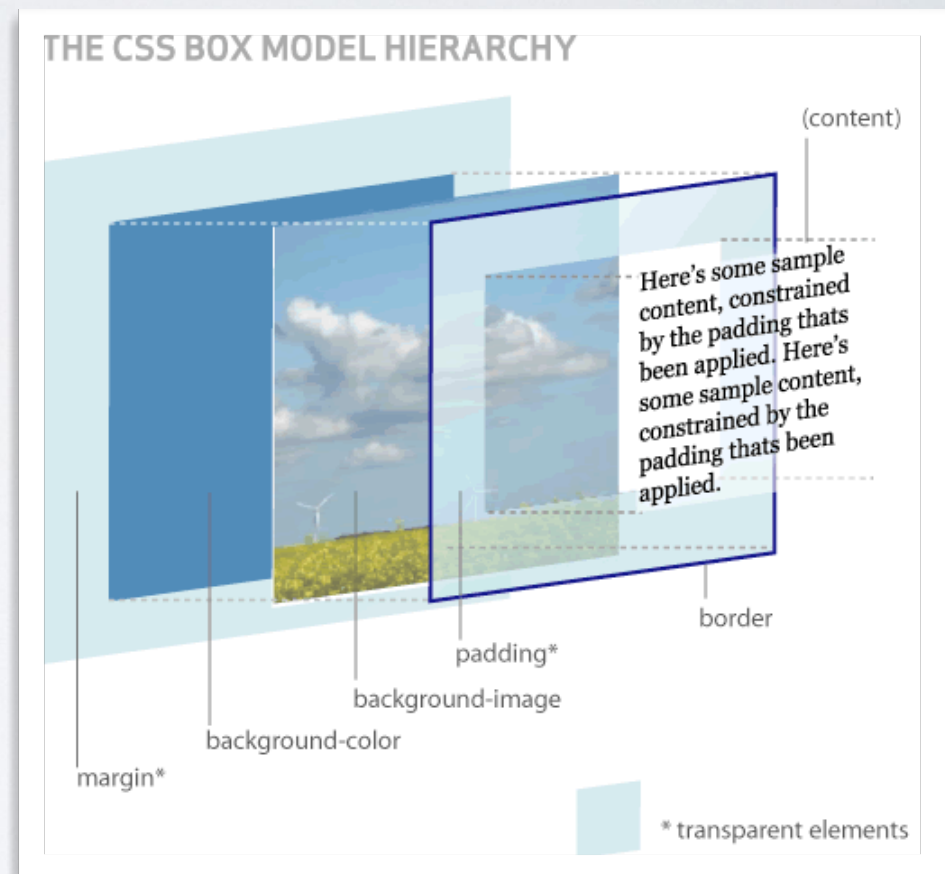 THE CSS BOX MODEL HIERARCHY
(content)
Here's some sample
content, constrained
by the padding thats
been applied. Here's
some sample content,
constrained by the
padding thats been
applied.
border
padding*
background-image
background-color
margin*
* transparent elements